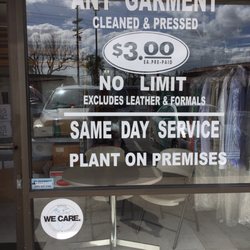 ANY GARMENT
CLEANED & PRESSED
$3.00
EA. PRE-PAID
NO LIMIT
EXCLUDES LEATHER & FORMALS
SAME DAY SERVICE
PLANT ON PREMISES
WE CARE.